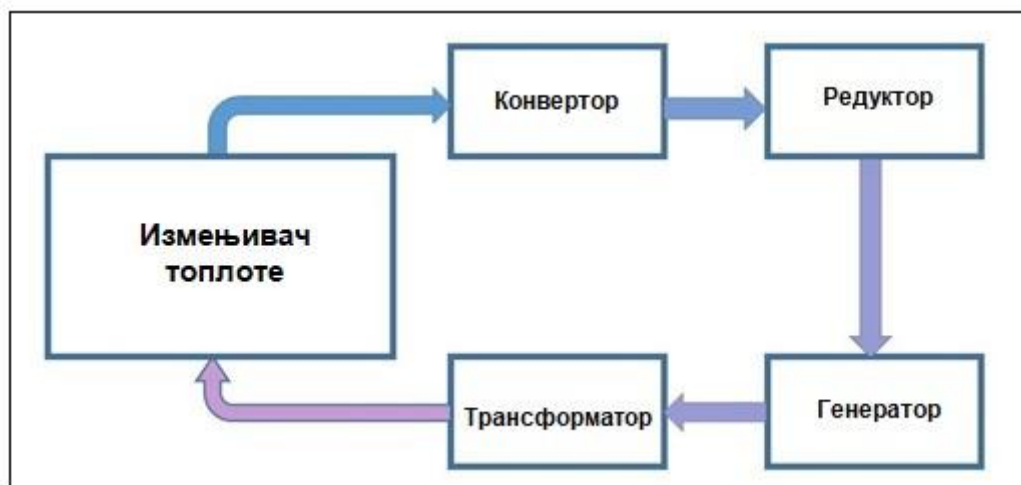 Конвертор
Редуктор
Измењивач
топлоте
Трансформатор
Генератор